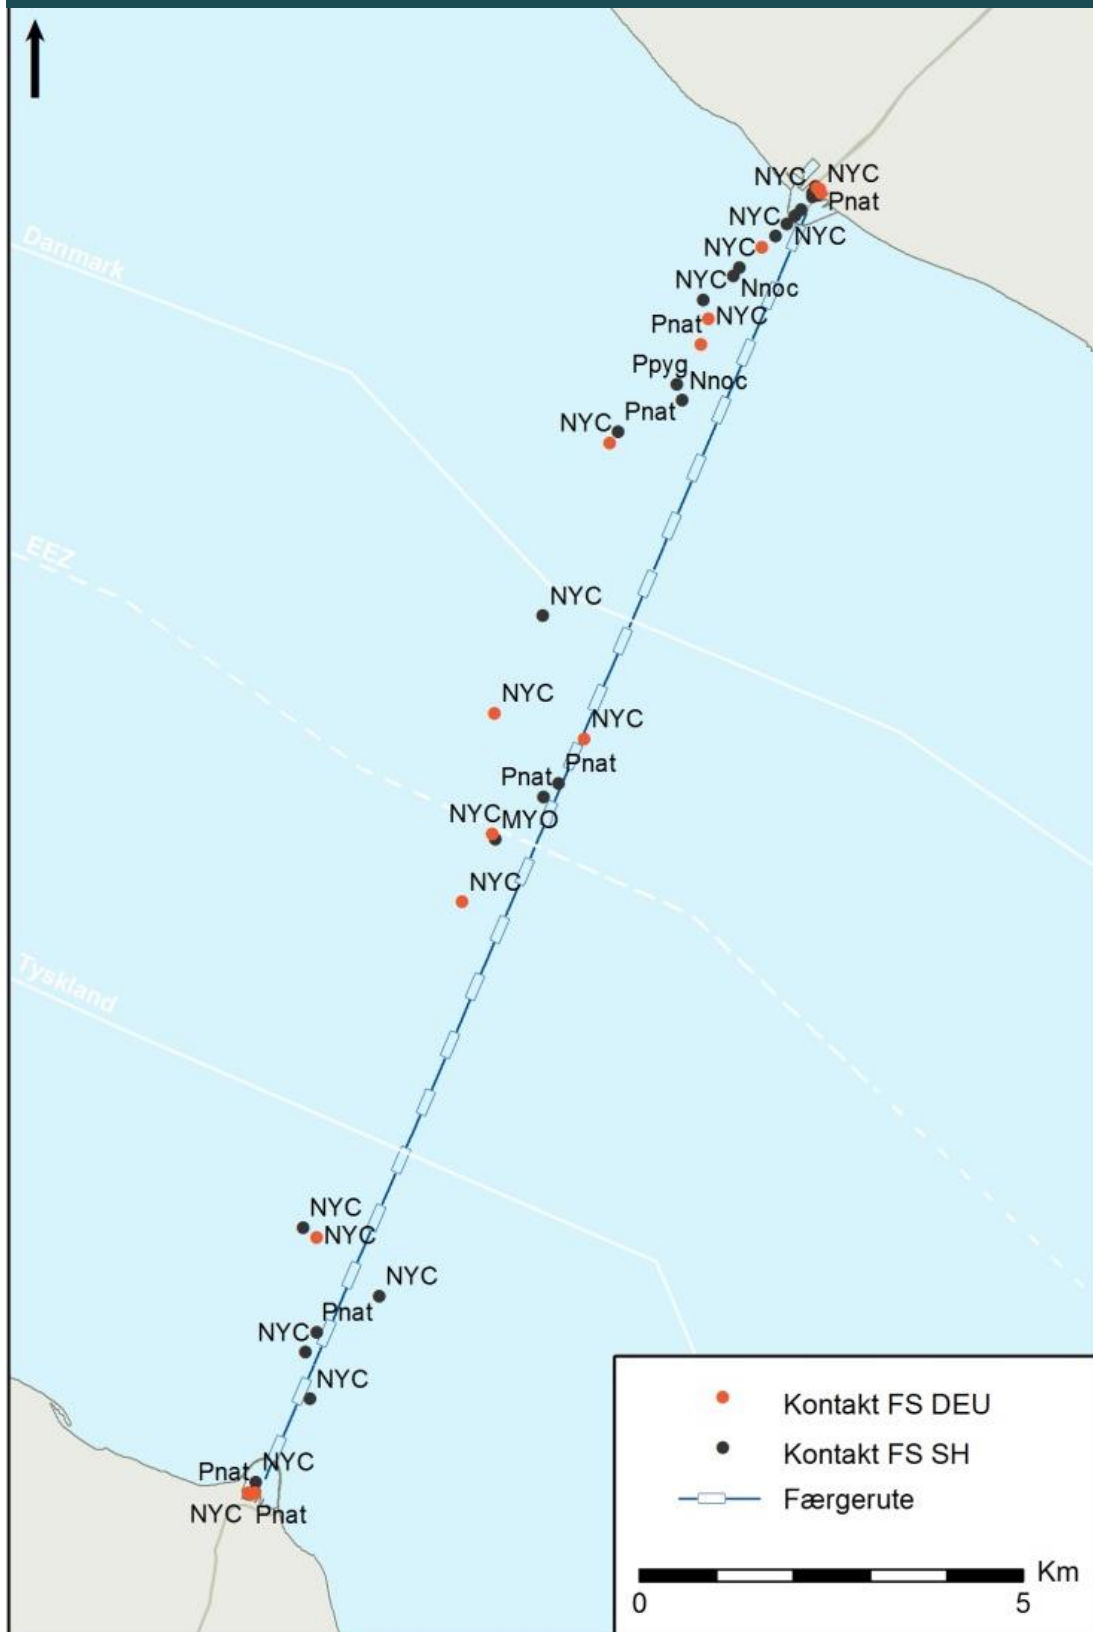 NYC
NYC
Pnat
NYC
NYC
NYC
NYC
Nnoc
Pnat
NYC
Ppyg
Nnoc
NYC
Pnat
Danmark
EEZ
NYC
NYC
NYC
Pnat
Pnat
NYC
MYO
NYC
Tyskland
NYC
NYC
NYC
Pnat
NYC
NYC
Pnat
NYC
NYC
Pnat
Kontakt FS DEU
Kontakt FS SH
Færgerute
Km
0
5